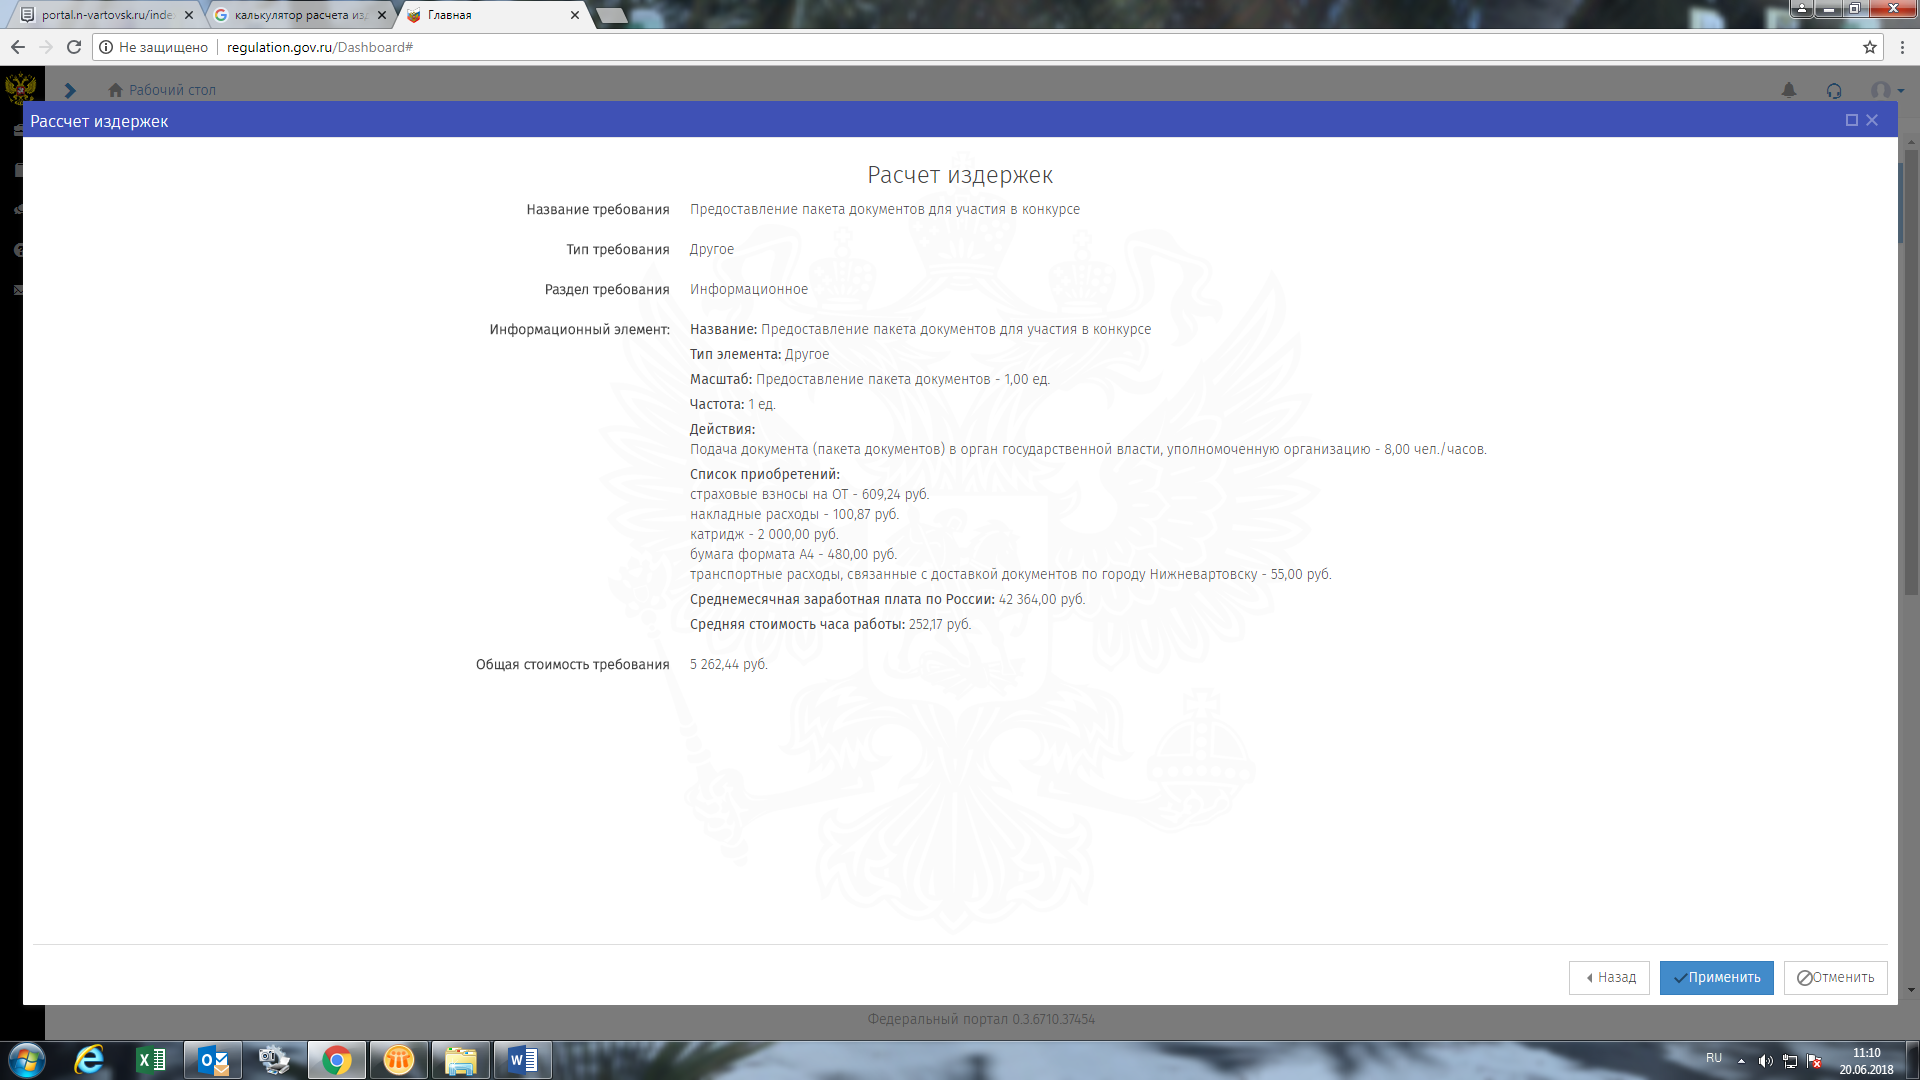 portal.n-vartovsk.ru/inde
калькулятор расчета из
Главная
Не защищено
regulation.gov.ru/Dashboard#
Рабочий стол
Рассчет издержек
Расчет издержек
Название требования Предоставление пакета документов для участия в конкурсе
Тип требования Другое
Раздел требования Информационное
Информационный элемент: Название: Предоставление пакета документов для участия в конкурсе
Тип элемента: Другое
Масштаб: Предоставление пакета документов - 1,00 ед.
Частота: 1 ед.
Действия:
Подача документа (пакета документов) в орган государственной власти, уполномоченную организацию - 8,00 чел./часов.
Список приобретений:
страховые взносы на ОТ - 609,24 руб.
накладные расходы - 100,87 руб.
катридж - 2 000,00 руб.
бумага формата А4 - 480,00 руб.
транспортные расходы, связанные с доставкой документов по городу Нижневартовску - 55,00 руб.
Среднемесячная заработная плата по России: 42 364,00 руб.
Средняя стоимость часа работы: 252,17 руб.
Общая стоимость требования 5 262,44 руб.
Назад
Применить
Отменить
Федеральный портал 0.3.6710.37454
RU
11:10
20.06.2018